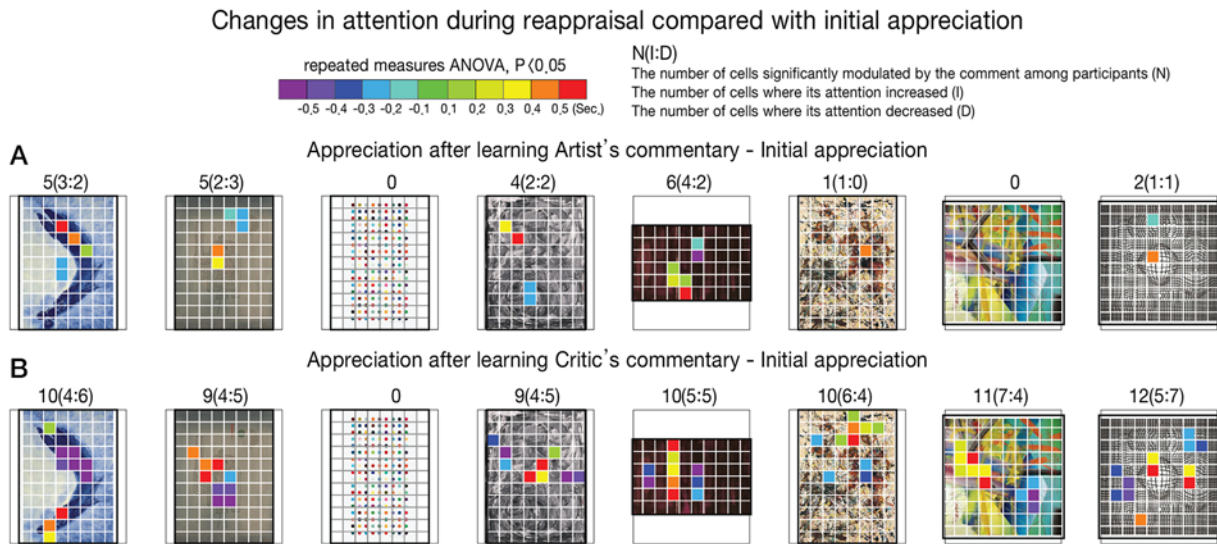 Changes in attention during reappraisal compared with initial appreciation
repeated measures ANOVA, P<0.05
-0.5 -0.4 -0.3 -0.2 -0.1 0.1 0.2 0.3 0.4 0.5 (Sec.)
N(I:D)
The number of cells significantly modulated by the comment among participants (N)
The number of cells where its attention increased (I)
The number of cells where its attention decreased (D)
A
Appreciation after learning Artist's commentary - Initial appreciation
5(3:2) 5(2:3) 0 4(2:2) 6(4:2) 1(1:0) 0 2(1:1)
B
Appreciation after learning Critic's commentary - Initial appreciation
10(4:6) 9(4:5) 0 9(4:5) 10(5:5) 10(6:4) 11(7:4) 12(5:7)